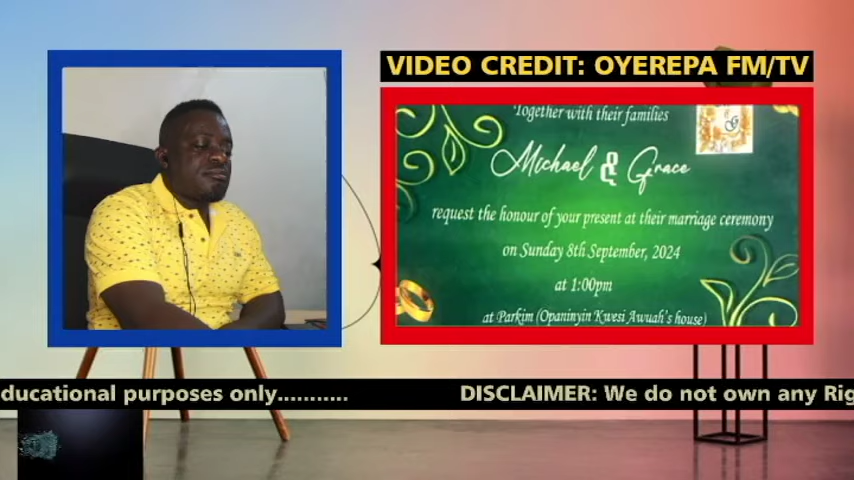 VIDEO CREDIT: OYEREPA FM/TV
Together with their families
Michael & Grace
request the honour of your present at their marriage ceremony
on Sunday 8th September, 2024
at 1:00pm
at Parkim (Opaninyin Kwesi Awuah's house)
ducational purposes only........... DISCLAIMER: We do not own any Rig